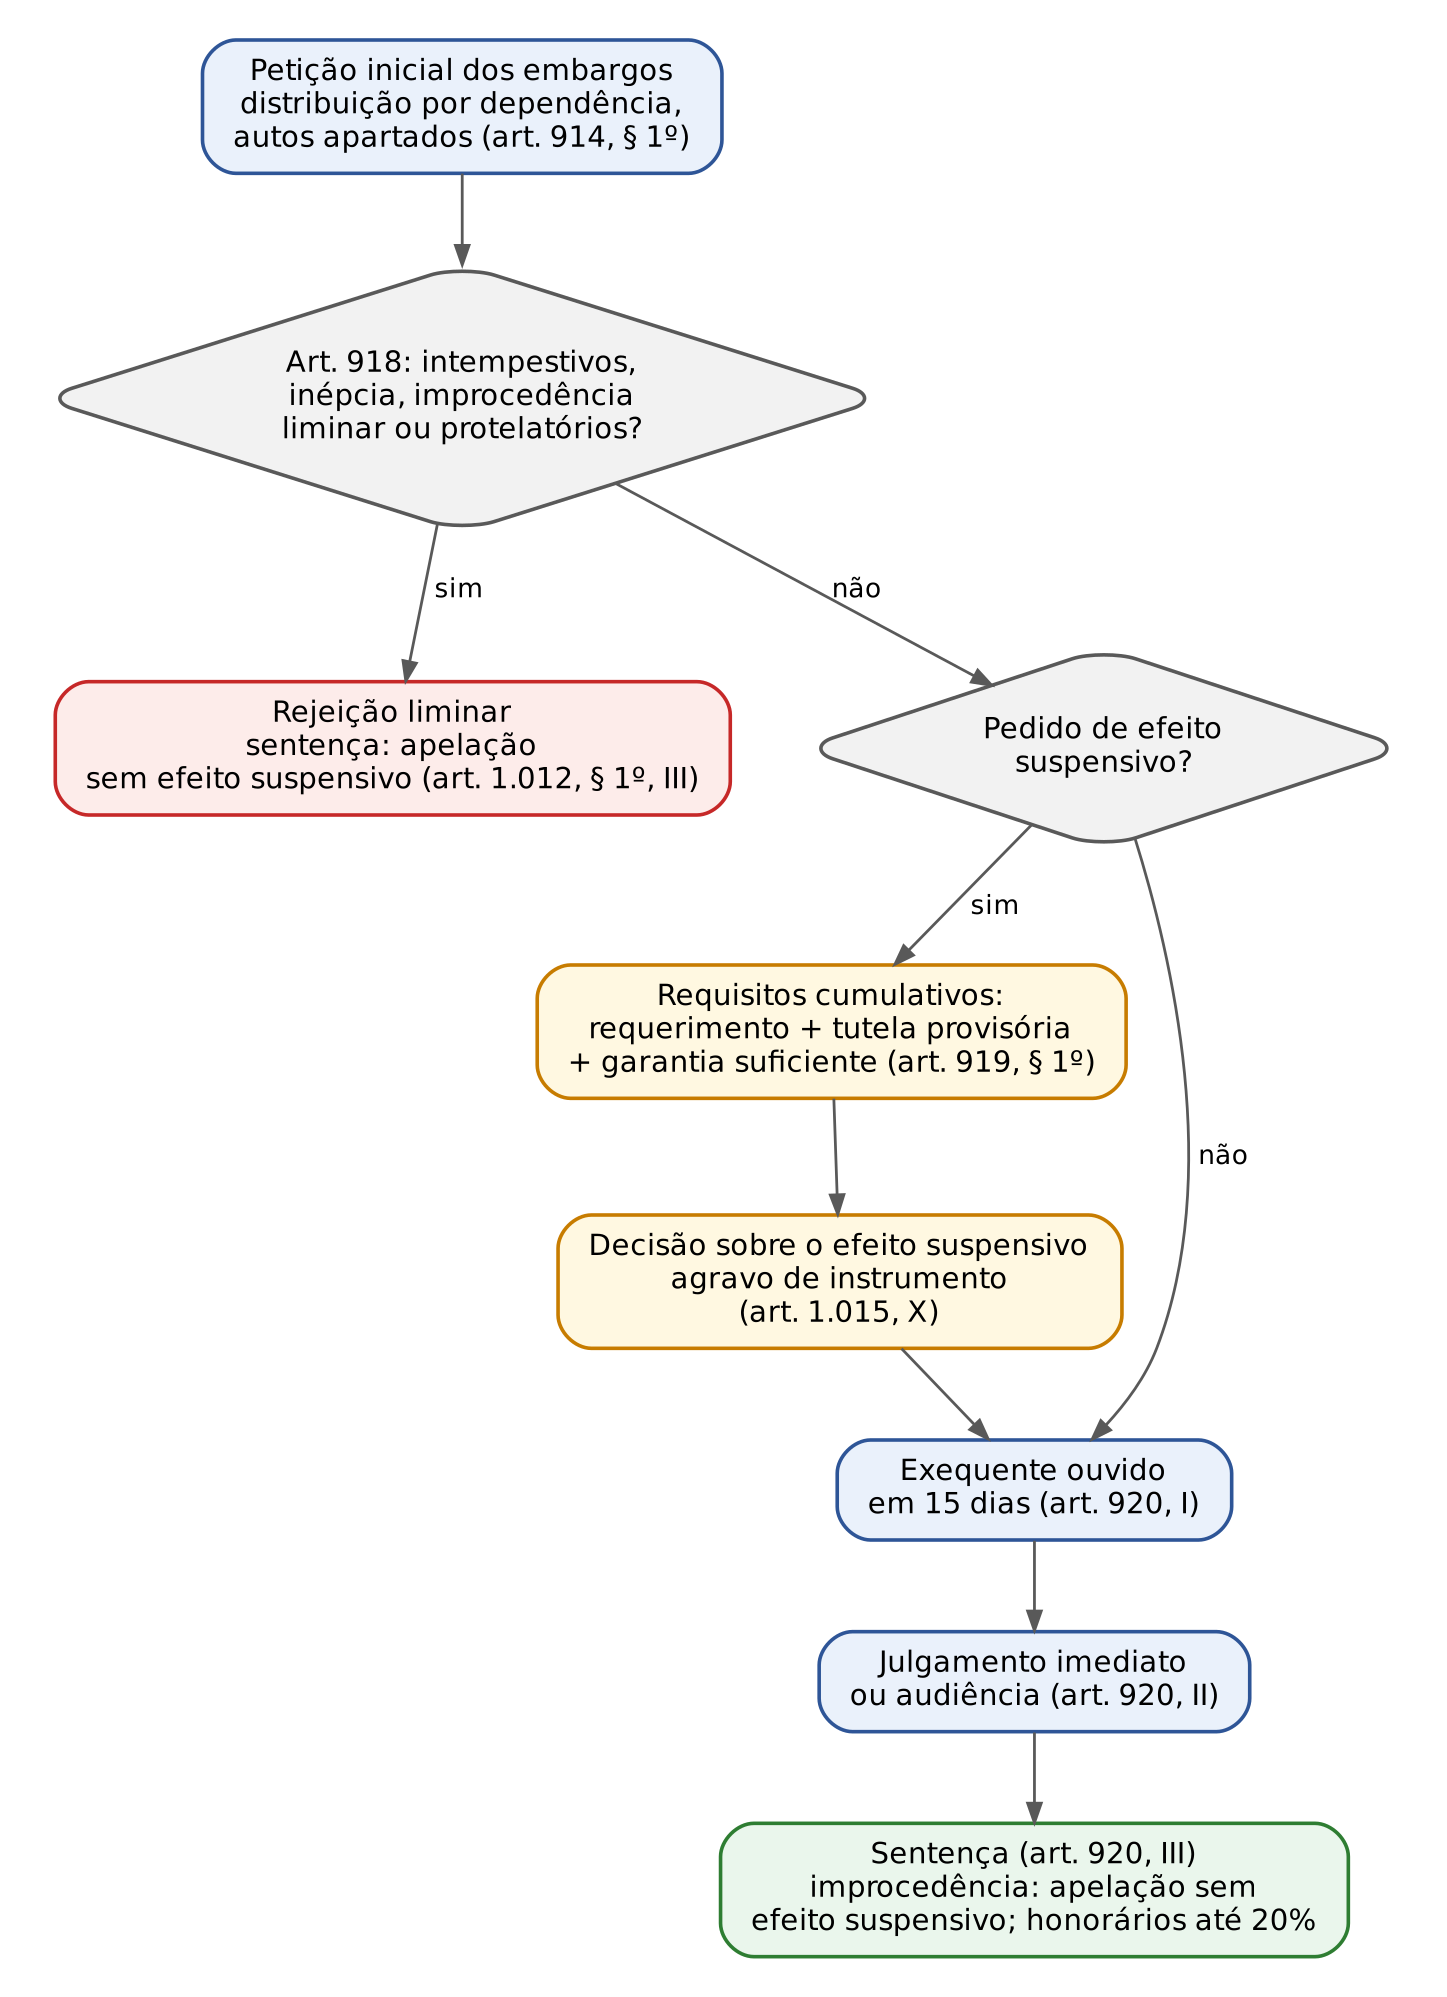 Petição inicial dos embargos
distribuição por dependência,
autos apartados (art. 914, § 1º)
Art. 918: intempestivos,
inépcia, improcedência
liminar ou protelatórios?
sim
não
Rejeição liminar
sentença: apelação
sem efeito suspensivo (art. 1.012, § 1º, III)
Pedido de efeito
suspensivo?
sim
Requisitos cumulativos:
requerimento + tutela provisória
+ garantia suficiente (art. 919, § 1º)
não
Decisão sobre o efeito suspensivo
agravo de instrumento
(art. 1.015, X)
Exequente ouvido
em 15 dias (art. 920, I)
Julgamento imediato
ou audiência (art. 920, II)
Sentença (art. 920, III)
improcedência: apelação sem
efeito suspensivo; honorários até 20%